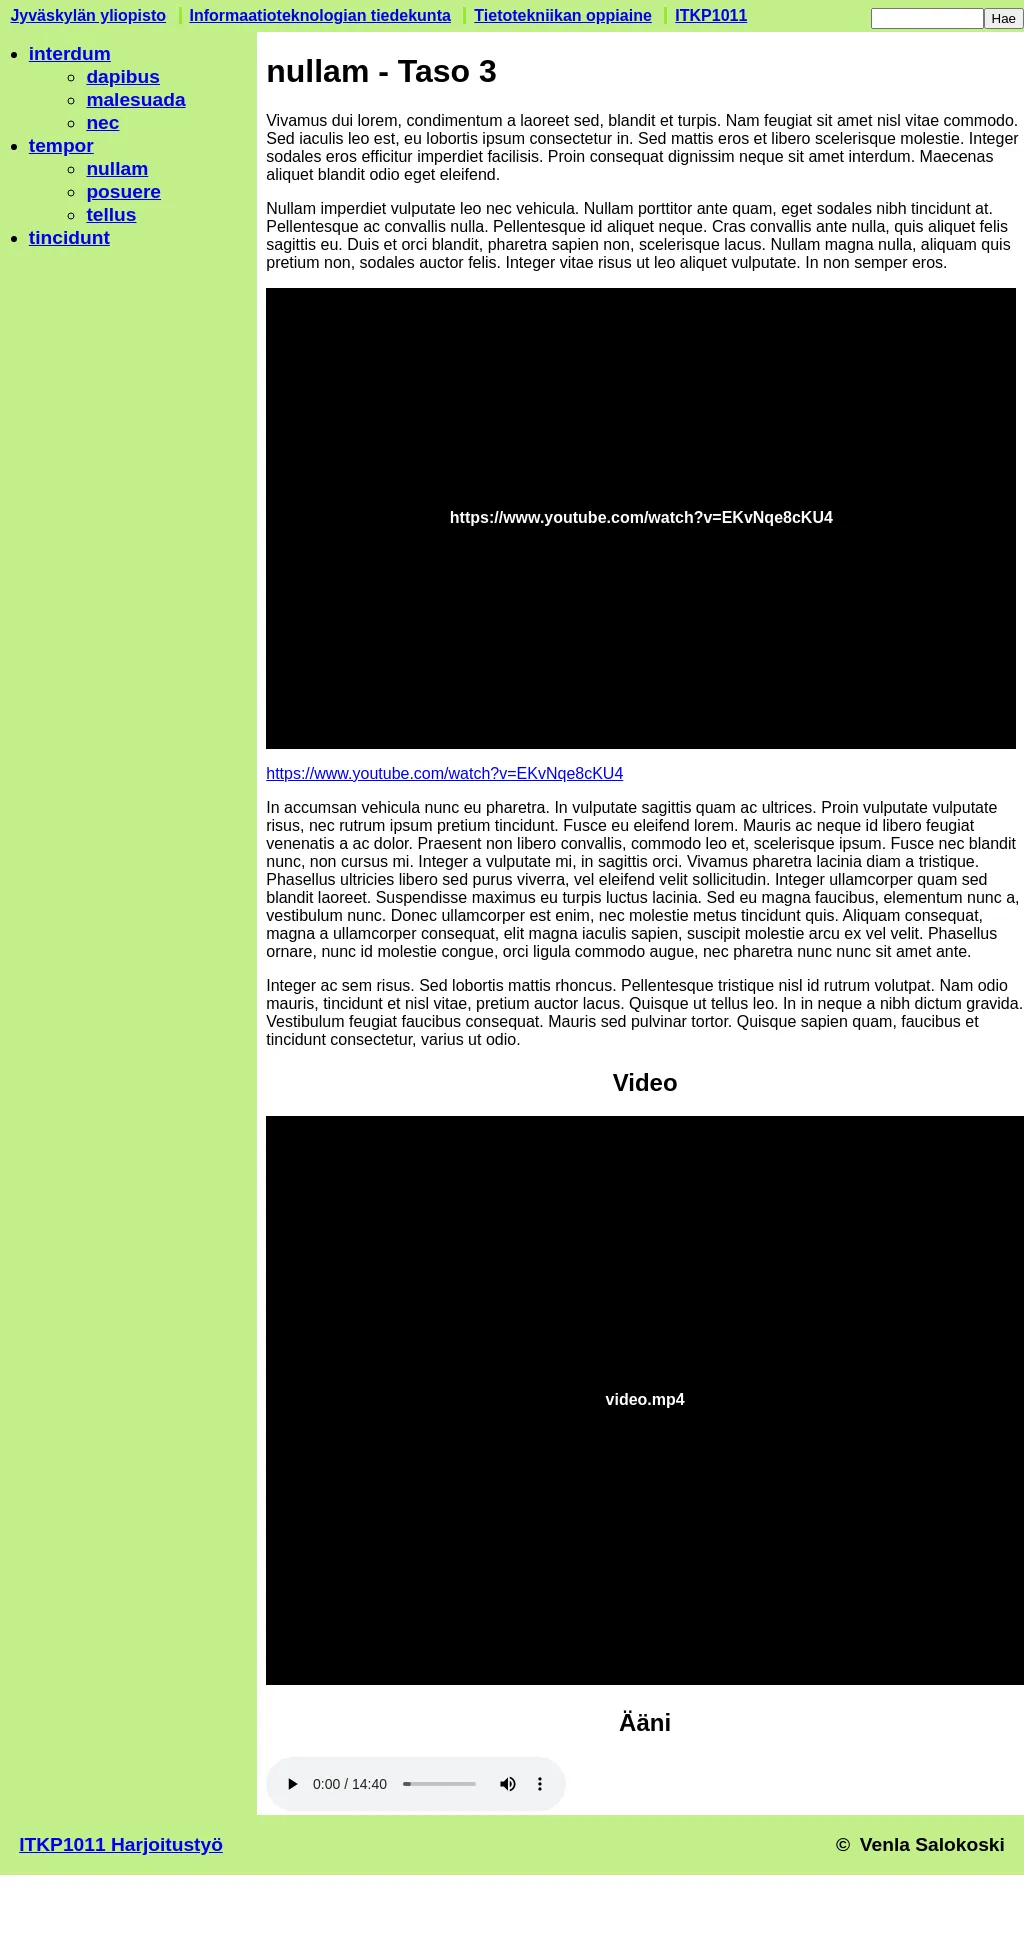 Jyväskylän yliopisto Informaatioteknologian tiedekunta Tietotekniikan oppiaine ITKP1011 Hae
interdum
dapibus
malesuada
nec
tempor
nullam
posuere
tellus
tincidunt
nullam - Taso 3
Vivamus dui lorem, condimentum a laoreet sed, blandit et turpis. Nam feugiat sit amet nisl vitae commodo.
Sed iaculis leo est, eu lobortis ipsum consectetur in. Sed mattis eros et libero scelerisque molestie. Integer
sodales eros efficitur imperdiet facilisis. Proin consequat dignissim neque sit amet interdum. Maecenas
aliquet blandit odio eget eleifend.
Nullam imperdiet vulputate leo nec vehicula. Nullam porttitor ante quam, eget sodales nibh tincidunt at.
Pellentesque ac convallis nulla. Pellentesque id aliquet neque. Cras convallis ante nulla, quis aliquet felis
sagittis eu. Duis et orci blandit, pharetra sapien non, scelerisque lacus. Nullam magna nulla, aliquam quis
pretium non, sodales auctor felis. Integer vitae risus ut leo aliquet vulputate. In non semper eros.
https://www.youtube.com/watch?v=EKvNqe8cKU4
https://www.youtube.com/watch?v=EKvNqe8cKU4
In accumsan vehicula nunc eu pharetra. In vulputate sagittis quam ac ultrices. Proin vulputate vulputate
risus, nec rutrum ipsum pretium tincidunt. Fusce eu eleifend lorem. Mauris ac neque id libero feugiat
venenatis a ac dolor. Praesent non libero convallis, commodo leo et, scelerisque ipsum. Fusce nec blandit
nunc, non cursus mi. Integer a vulputate mi, in sagittis orci. Vivamus pharetra lacinia diam a tristique.
Phasellus ultricies libero sed purus viverra, vel eleifend velit sollicitudin. Integer ullamcorper quam sed
blandit laoreet. Suspendisse maximus eu turpis luctus lacinia. Sed eu magna faucibus, elementum nunc a,
vestibulum nunc. Donec ullamcorper est enim, nec molestie metus tincidunt quis. Aliquam consequat,
magna a ullamcorper consequat, elit magna iaculis sapien, suscipit molestie arcu ex vel velit. Phasellus
ornare, nunc id molestie congue, orci ligula commodo augue, nec pharetra nunc nunc sit amet ante.
Integer ac sem risus. Sed lobortis mattis rhoncus. Pellentesque tristique nisl id rutrum volutpat. Nam odio
mauris, tincidunt et nisl vitae, pretium auctor lacus. Quisque ut tellus leo. In in neque a nibh dictum gravida.
Vestibulum feugiat faucibus consequat. Mauris sed pulvinar tortor. Quisque sapien quam, faucibus et
tincidunt consectetur, varius ut odio.
Video
video.mp4
Ääni
0:00 / 14:40
ITKP1011 Harjoitustyö © Venla Salokoski